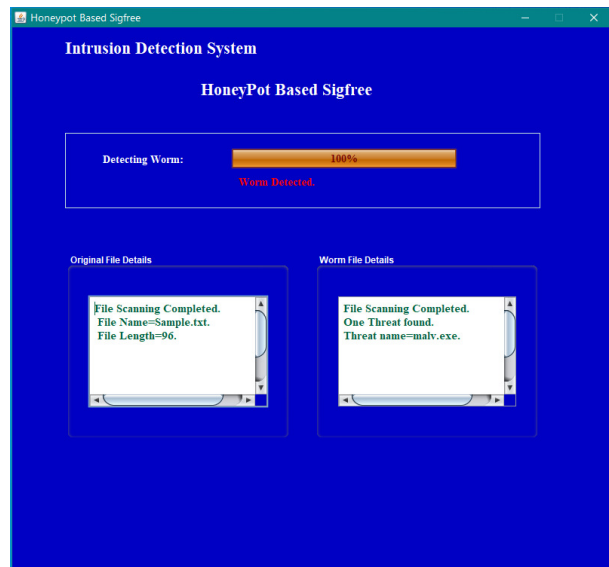 Honeypot Based Sigfree
Intrusion Detection System
HoneyPot Based Sigfree
Detecting Worm:
100%
Worm Detected.
Original File Details
File Scanning Completed.
File Name=Sample.txt.
File Length=96.
Worm File Details
File Scanning Completed.
One Threat found.
Threat name=malv.exe.